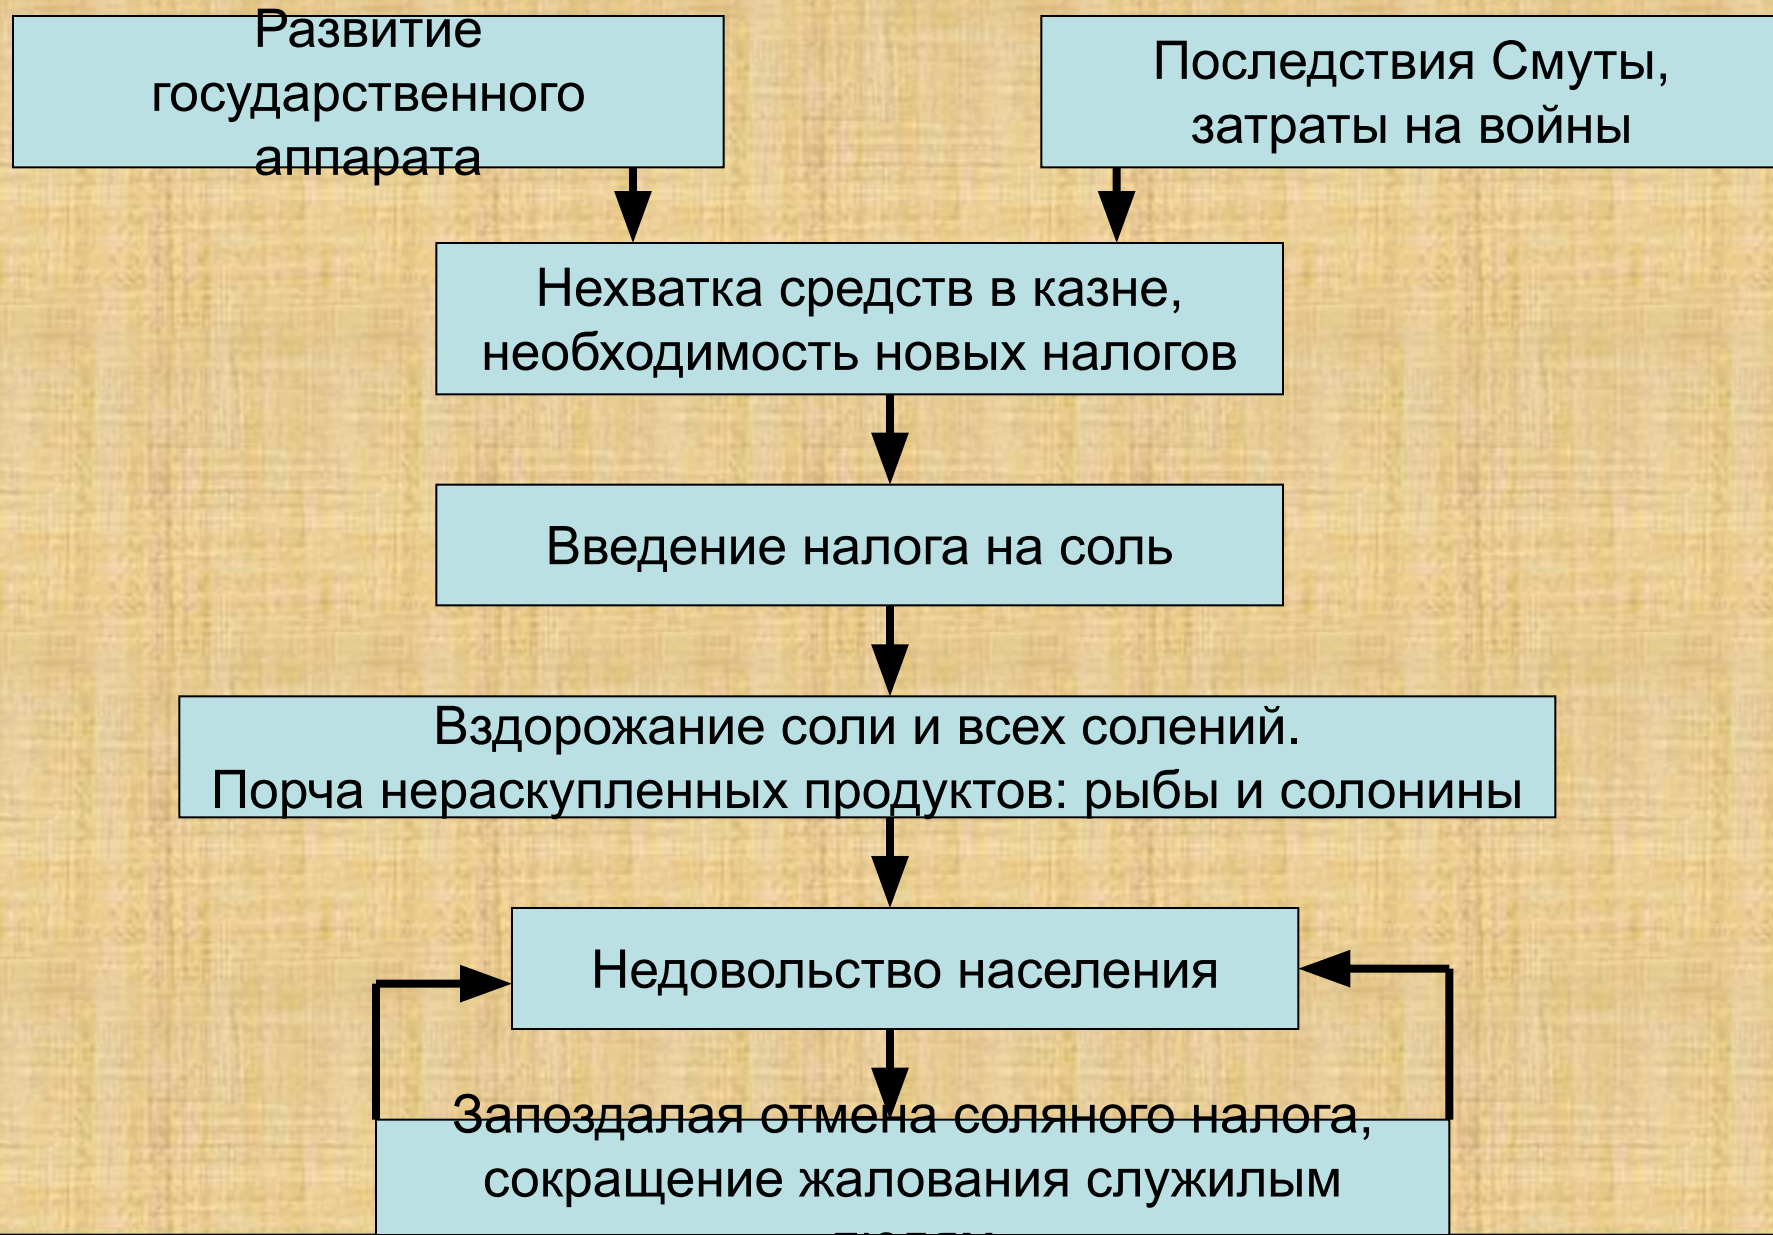 Развитие
государственного
аппарата
Последствия Смуты,
затраты на войны
Нехватка средств в казне,
необходимость новых налогов
Введение налога на соль
Вздорожание соли и всех солений.
Порча нераскупленных продуктов: рыбы и солонины
Недовольство населения
Запоздалая отмена соляного налога,
сокращение жалования служилым